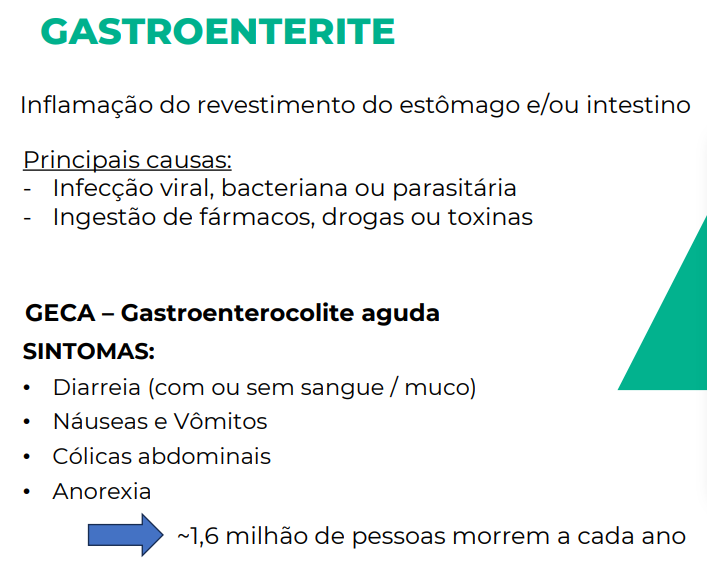 GASTROENTERITE
Inflamação do revestimento do estômago e/ou intestino
Principais causas:
- Infecção viral, bacteriana ou parasitária
- Ingestão de fármacos, drogas ou toxinas
GECA – Gastroenterocolite aguda
SINTOMAS:
• Diarreia (com ou sem sangue / muco)
• Náuseas e Vômitos
• Cólicas abdominais
• Anorexia
~1,6 milhão de pessoas morrem a cada ano